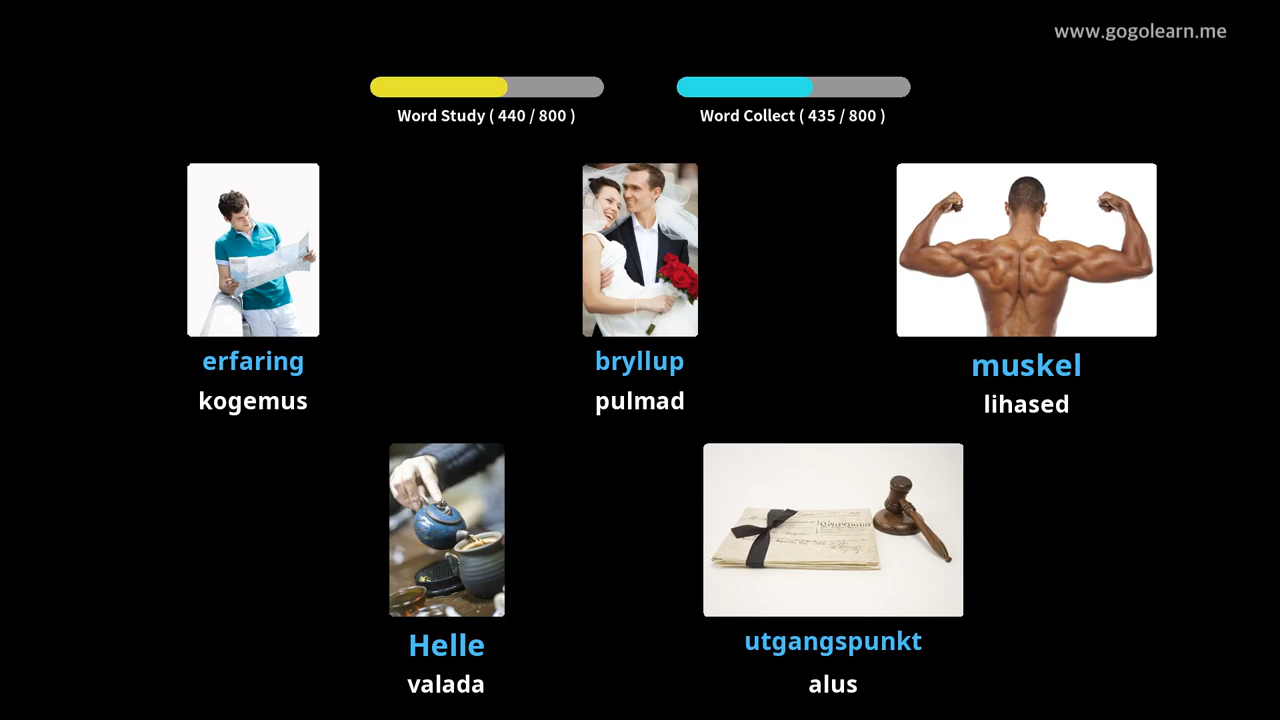 www.gogolearn.me
Word Study ( 440 / 800 )
Word Collect ( 435 / 800 )
erfaring
kogemus
bryllup
pulmad
muskel
lihased
Helle
valada
utgangspunkt
alus